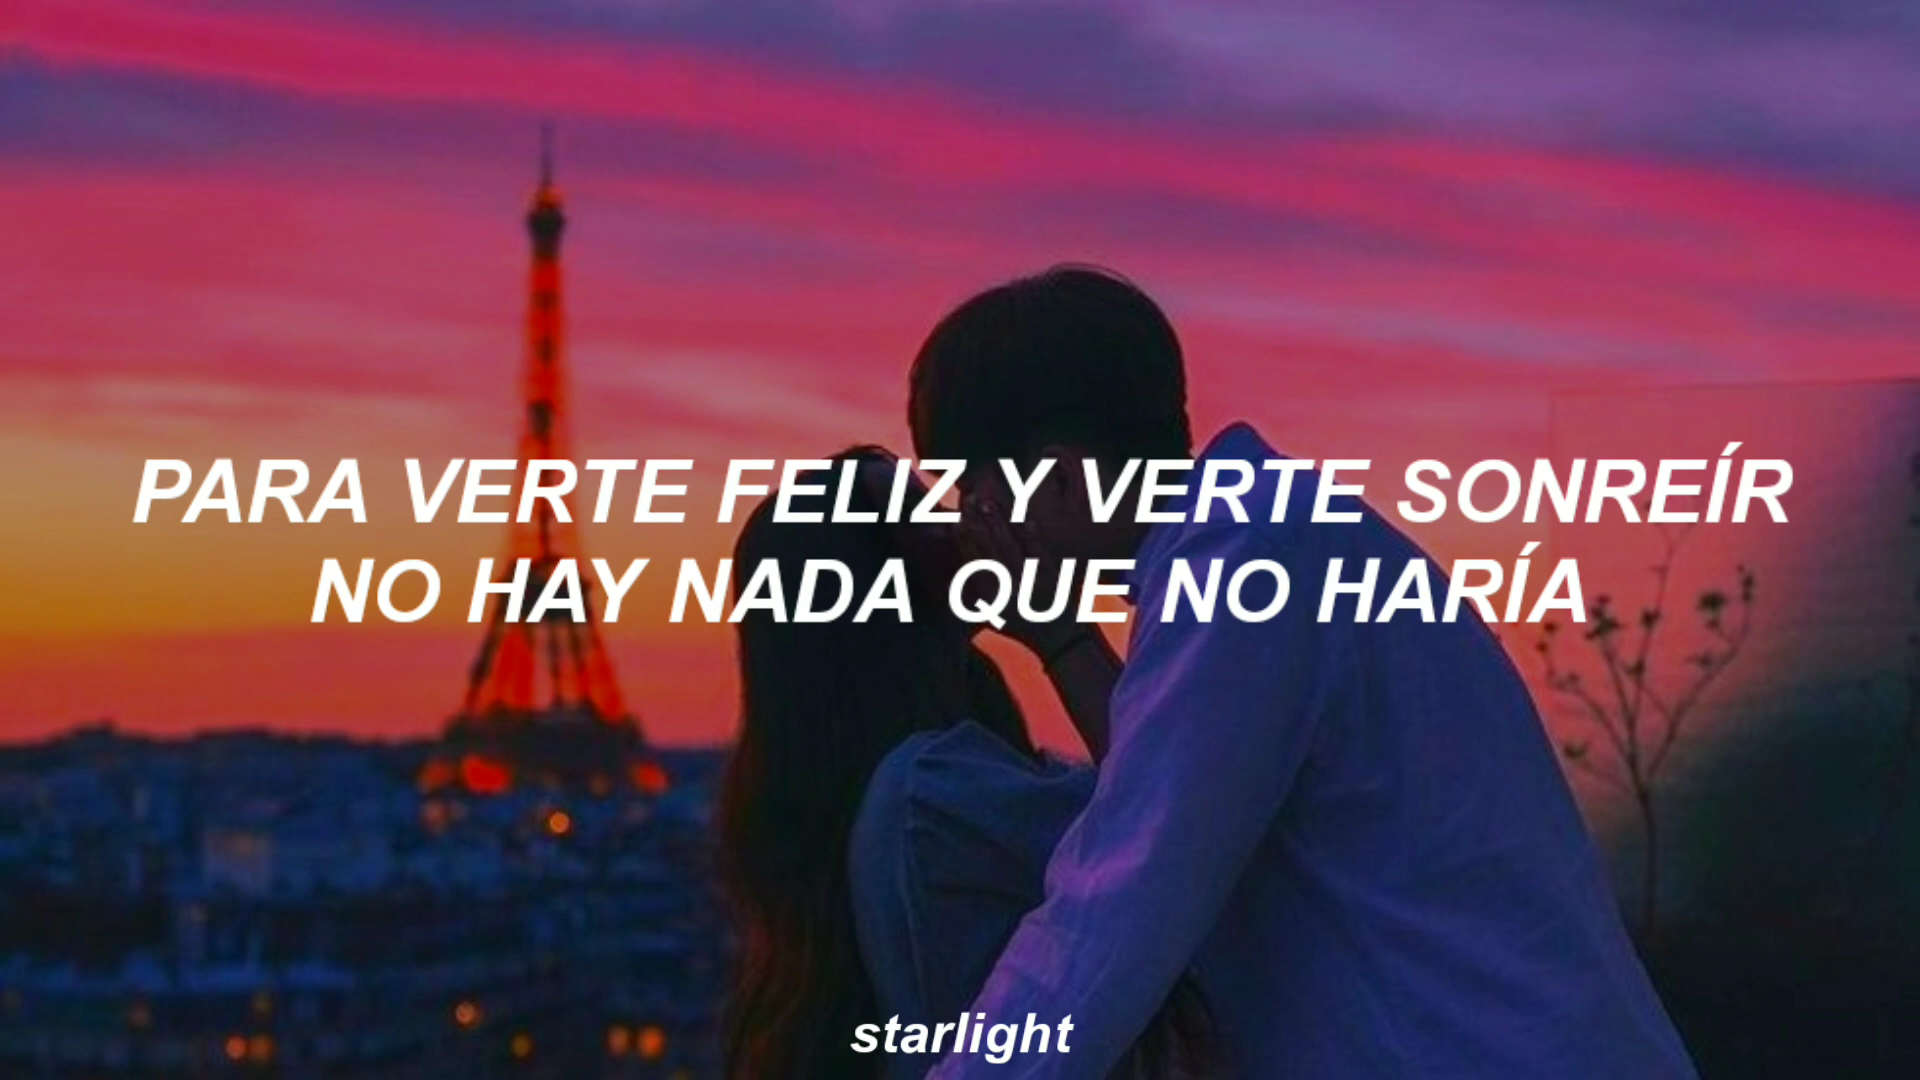 PARA VERTE FELIZ Y VERTE SONREÍR
NO HAY NADA QUE NO HARÍA
starlight